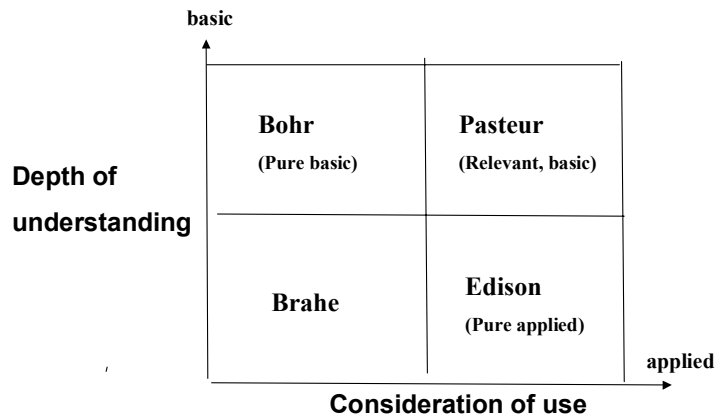 basic
Bohr
(Pure basic)
Pasteur
(Relevant, basic)
Depth of
understanding
Brahe
Edison
(Pure applied)
applied
Consideration of use